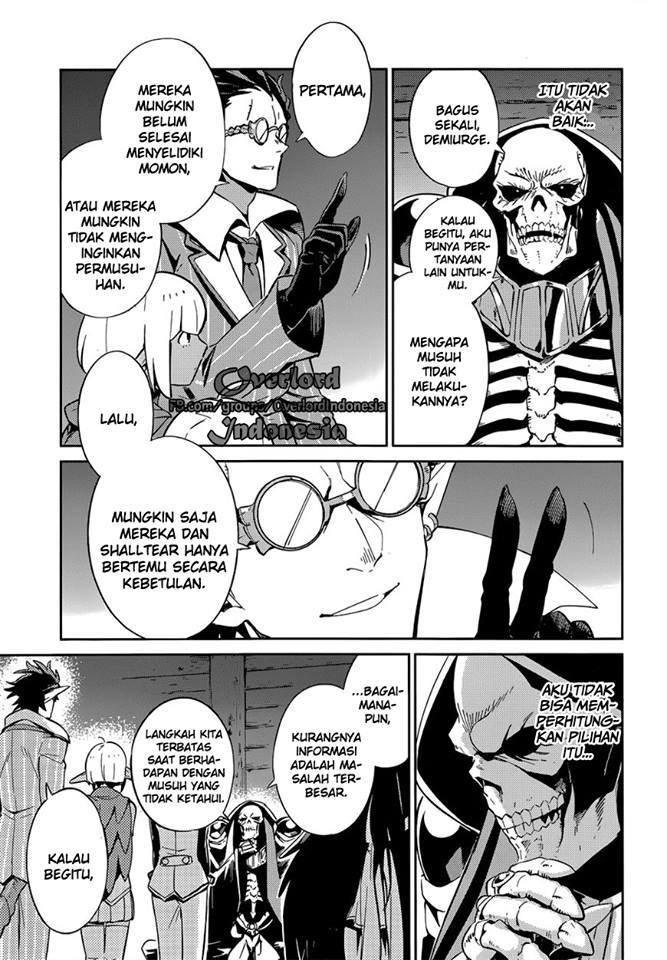 ITU TIDAK
AKAN
BAIK...
BAGUS
SEKALI,
DEMIURGE.
KALAU
BEGITU, AKU
PUNYA PER-
TANYAAN
LAIN UNTUK-
MU.
MENGAPA
MUSUH
TIDAK
MELAKU-
KANNYA?
PERTAMA,
MEREKA
MUNGKIN
BELUM
SELESAI
MENYELIDIKI
MOMON,
ATAU MEREKA
MUNGKIN
TIDAK MENG-
INGINKAN
PERMUSU-
HAN.
Overlord
FB.com/groups/OverlordIndonesia
Indonesia
LALU,
MUNGKIN SAJA
MEREKA DAN
SHALLTEAR HANYA
BERTEMU SECARA
KEBETULAN.
AKU TIDAK
BISA MEM-
PERHITUNG-
KAN PILIHAN
ITU...
...BAGAI-
MANA-
PUN,
KURANGNYA
INFORMASI
ADALAH MA-
SALAH TER-
BESAR.
LANGKAH KITA
TERBATAS
SAAT BERHA-
DAPAN DENGAN
MUSUH YANG
TIDAK KETAHUI.
KALAU
BEGITU,